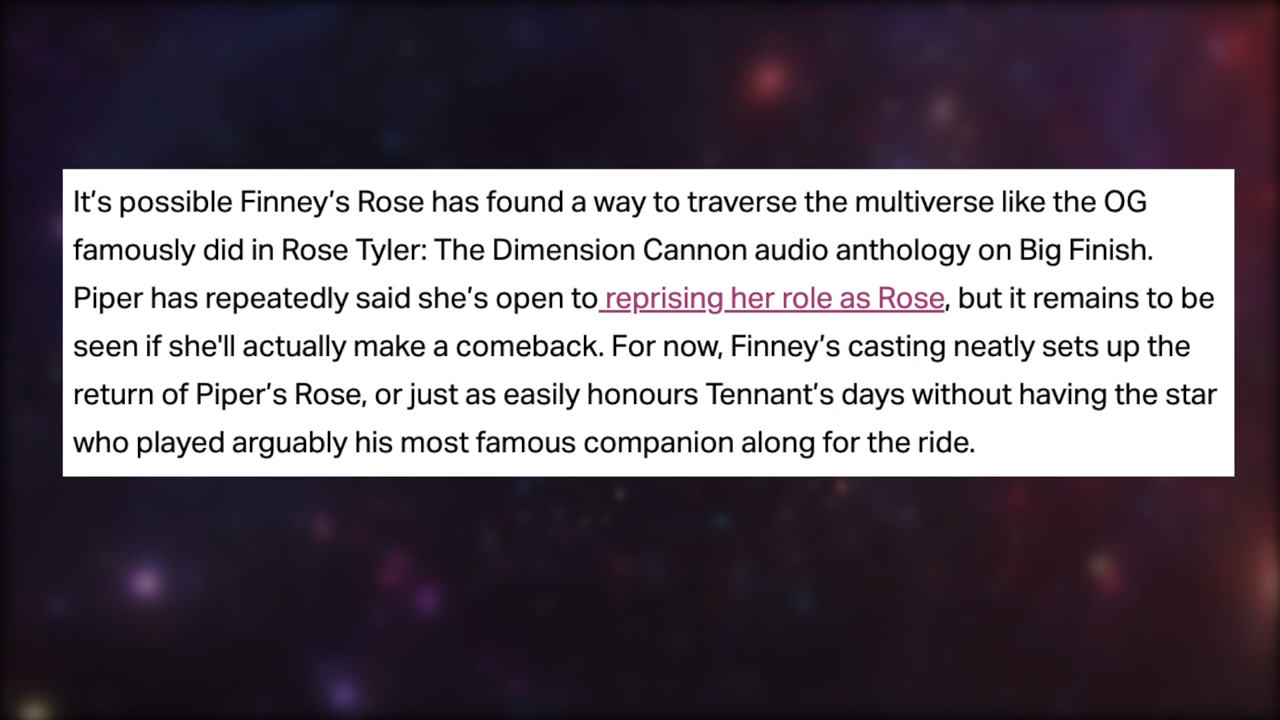 It’s possible Finney’s Rose has found a way to traverse the multiverse like the OG
famously did in Rose Tyler: The Dimension Cannon audio anthology on Big Finish.
Piper has repeatedly said she’s open to reprising her role as Rose, but it remains to be
seen if she'll actually make a comeback. For now, Finney’s casting neatly sets up the
return of Piper’s Rose, or just as easily honours Tennant’s days without having the star
who played arguably his most famous companion along for the ride.